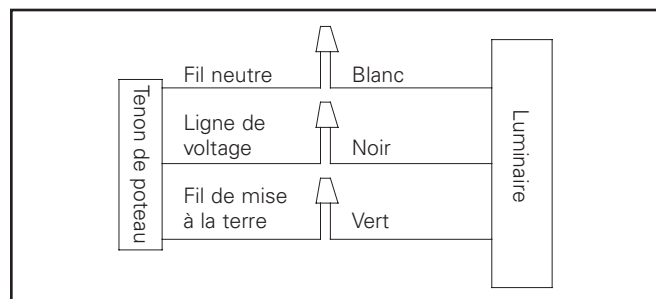 Tenon de poteau
Fil neutre
Blanc
Ligne de
voltage
Noir
Fil de mise
à la terre
Vert
Luminaire